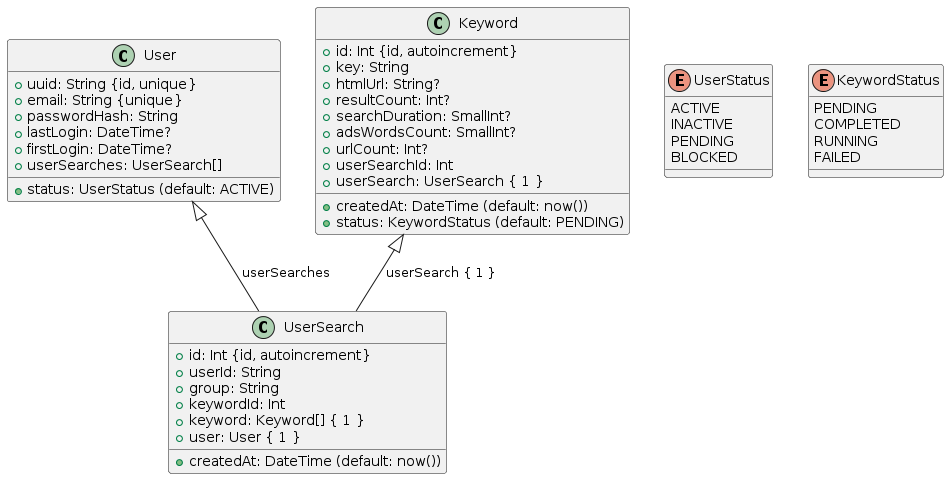 User
uuid: String {id, unique}
email: String {unique}
passwordHash: String
lastLogin: DateTime?
firstLogin: DateTime?
userSearches: UserSearch[]
status: UserStatus (default: ACTIVE)
Keyword
id: Int {id, autoincrement}
key: String
htmlUrl: String?
resultCount: Int?
searchDuration: SmallInt?
adsWordsCount: SmallInt?
urlCount: Int?
userSearchId: Int
userSearch: UserSearch { 1 }
createdAt: DateTime (default: now())
status: KeywordStatus (default: PENDING)
UserStatus
ACTIVE
INACTIVE
PENDING
BLOCKED
KeywordStatus
PENDING
COMPLETED
RUNNING
FAILED
userSearches
userSearch { 1 }
UserSearch
id: Int {id, autoincrement}
userId: String
group: String
keywordId: Int
keyword: Keyword[] { 1 }
user: User { 1 }
createdAt: DateTime (default: now())